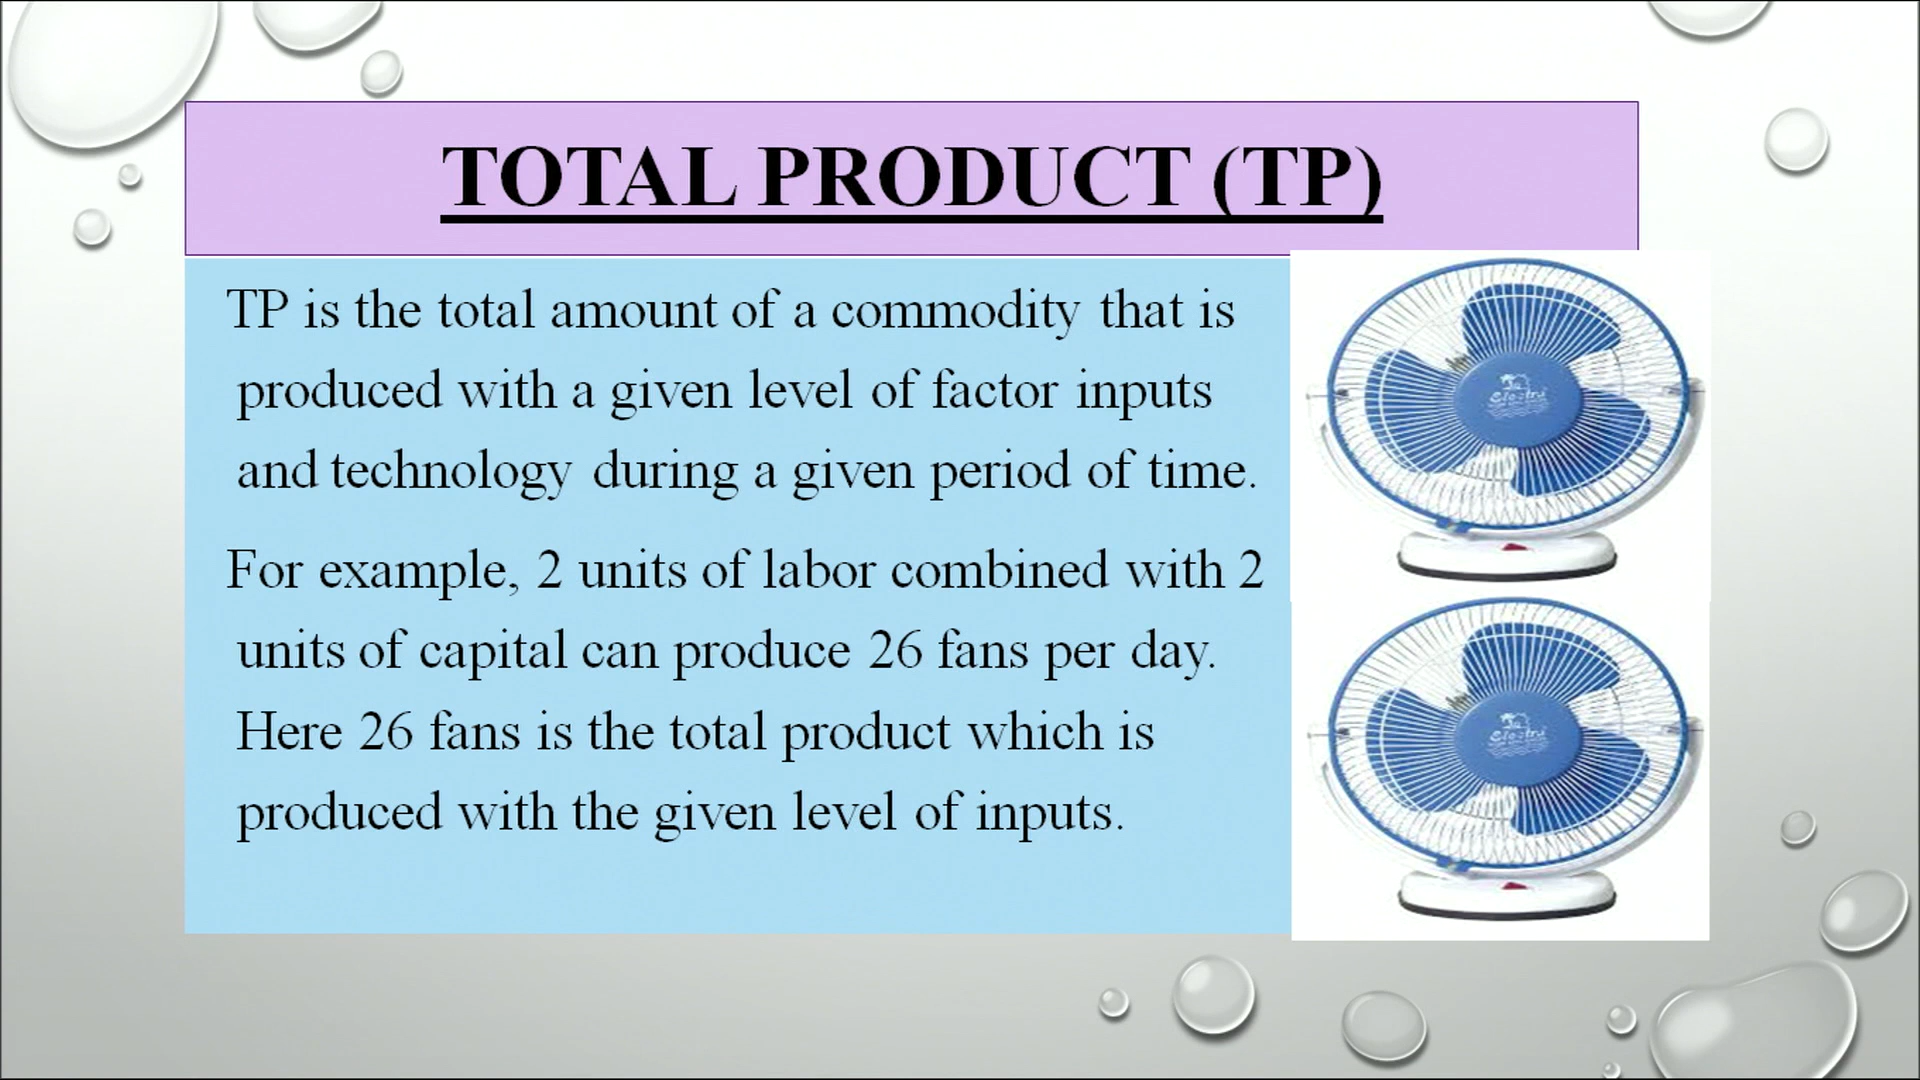 TOTAL PRODUCT (TP)
TP is the total amount of a commodity that is
produced with a given level of factor inputs
and technology during a given period of time.
For example, 2 units of labor combined with 2
units of capital can produce 26 fans per day.
Here 26 fans is the total product which is
produced with the given level of inputs.